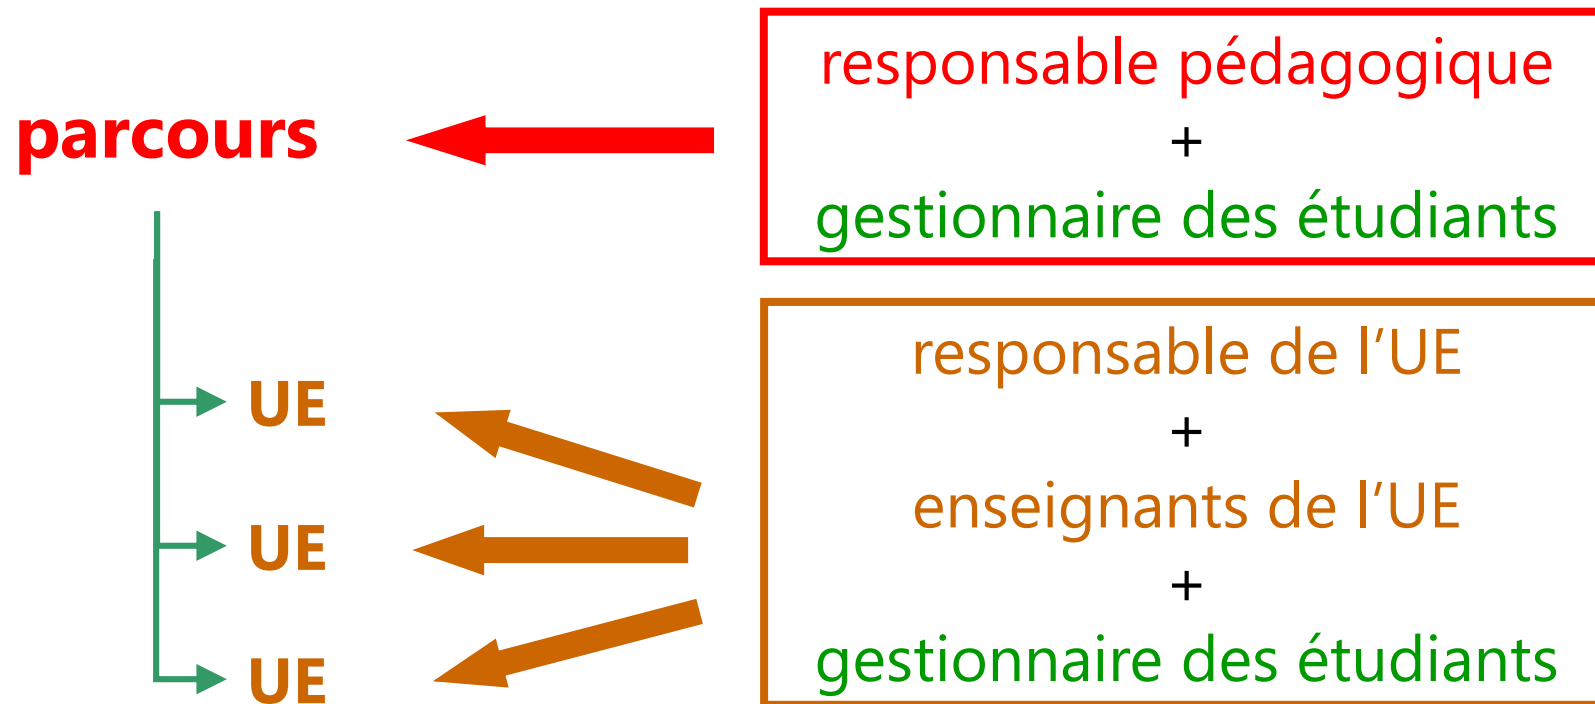 parcours
responsable pédagogique
+
gestionnaire des étudiants
UE
UE
UE
responsable de l’UE
+
enseignants de l’UE
+
gestionnaire des étudiants